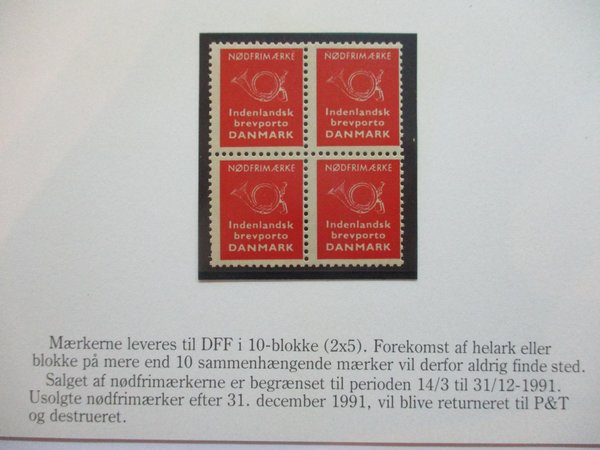 NØDFRIMÆRKE NØDFRIMÆRKE
Indenlandsk Indenlandsk
brevporto brevporto
DANMARK DANMARK
NØDFRIMÆRKE NØDFRIMÆRKE
Indenlandsk Indenlandsk
brevporto brevporto
DANMARK DANMARK
Mærkerne leveres til DFF i 10-blokke (2x5). Forekomst af helark eller
blokke på mere end 10 sammenhængende mærker vil derfor aldrig finde sted.
Salget af nødfrimærkerne er begrænset til perioden 14/3 til 31/12-1991.
Usolgte nødfrimærker efter 31. december 1991, vil blive returneret til P&T
og destrueret.